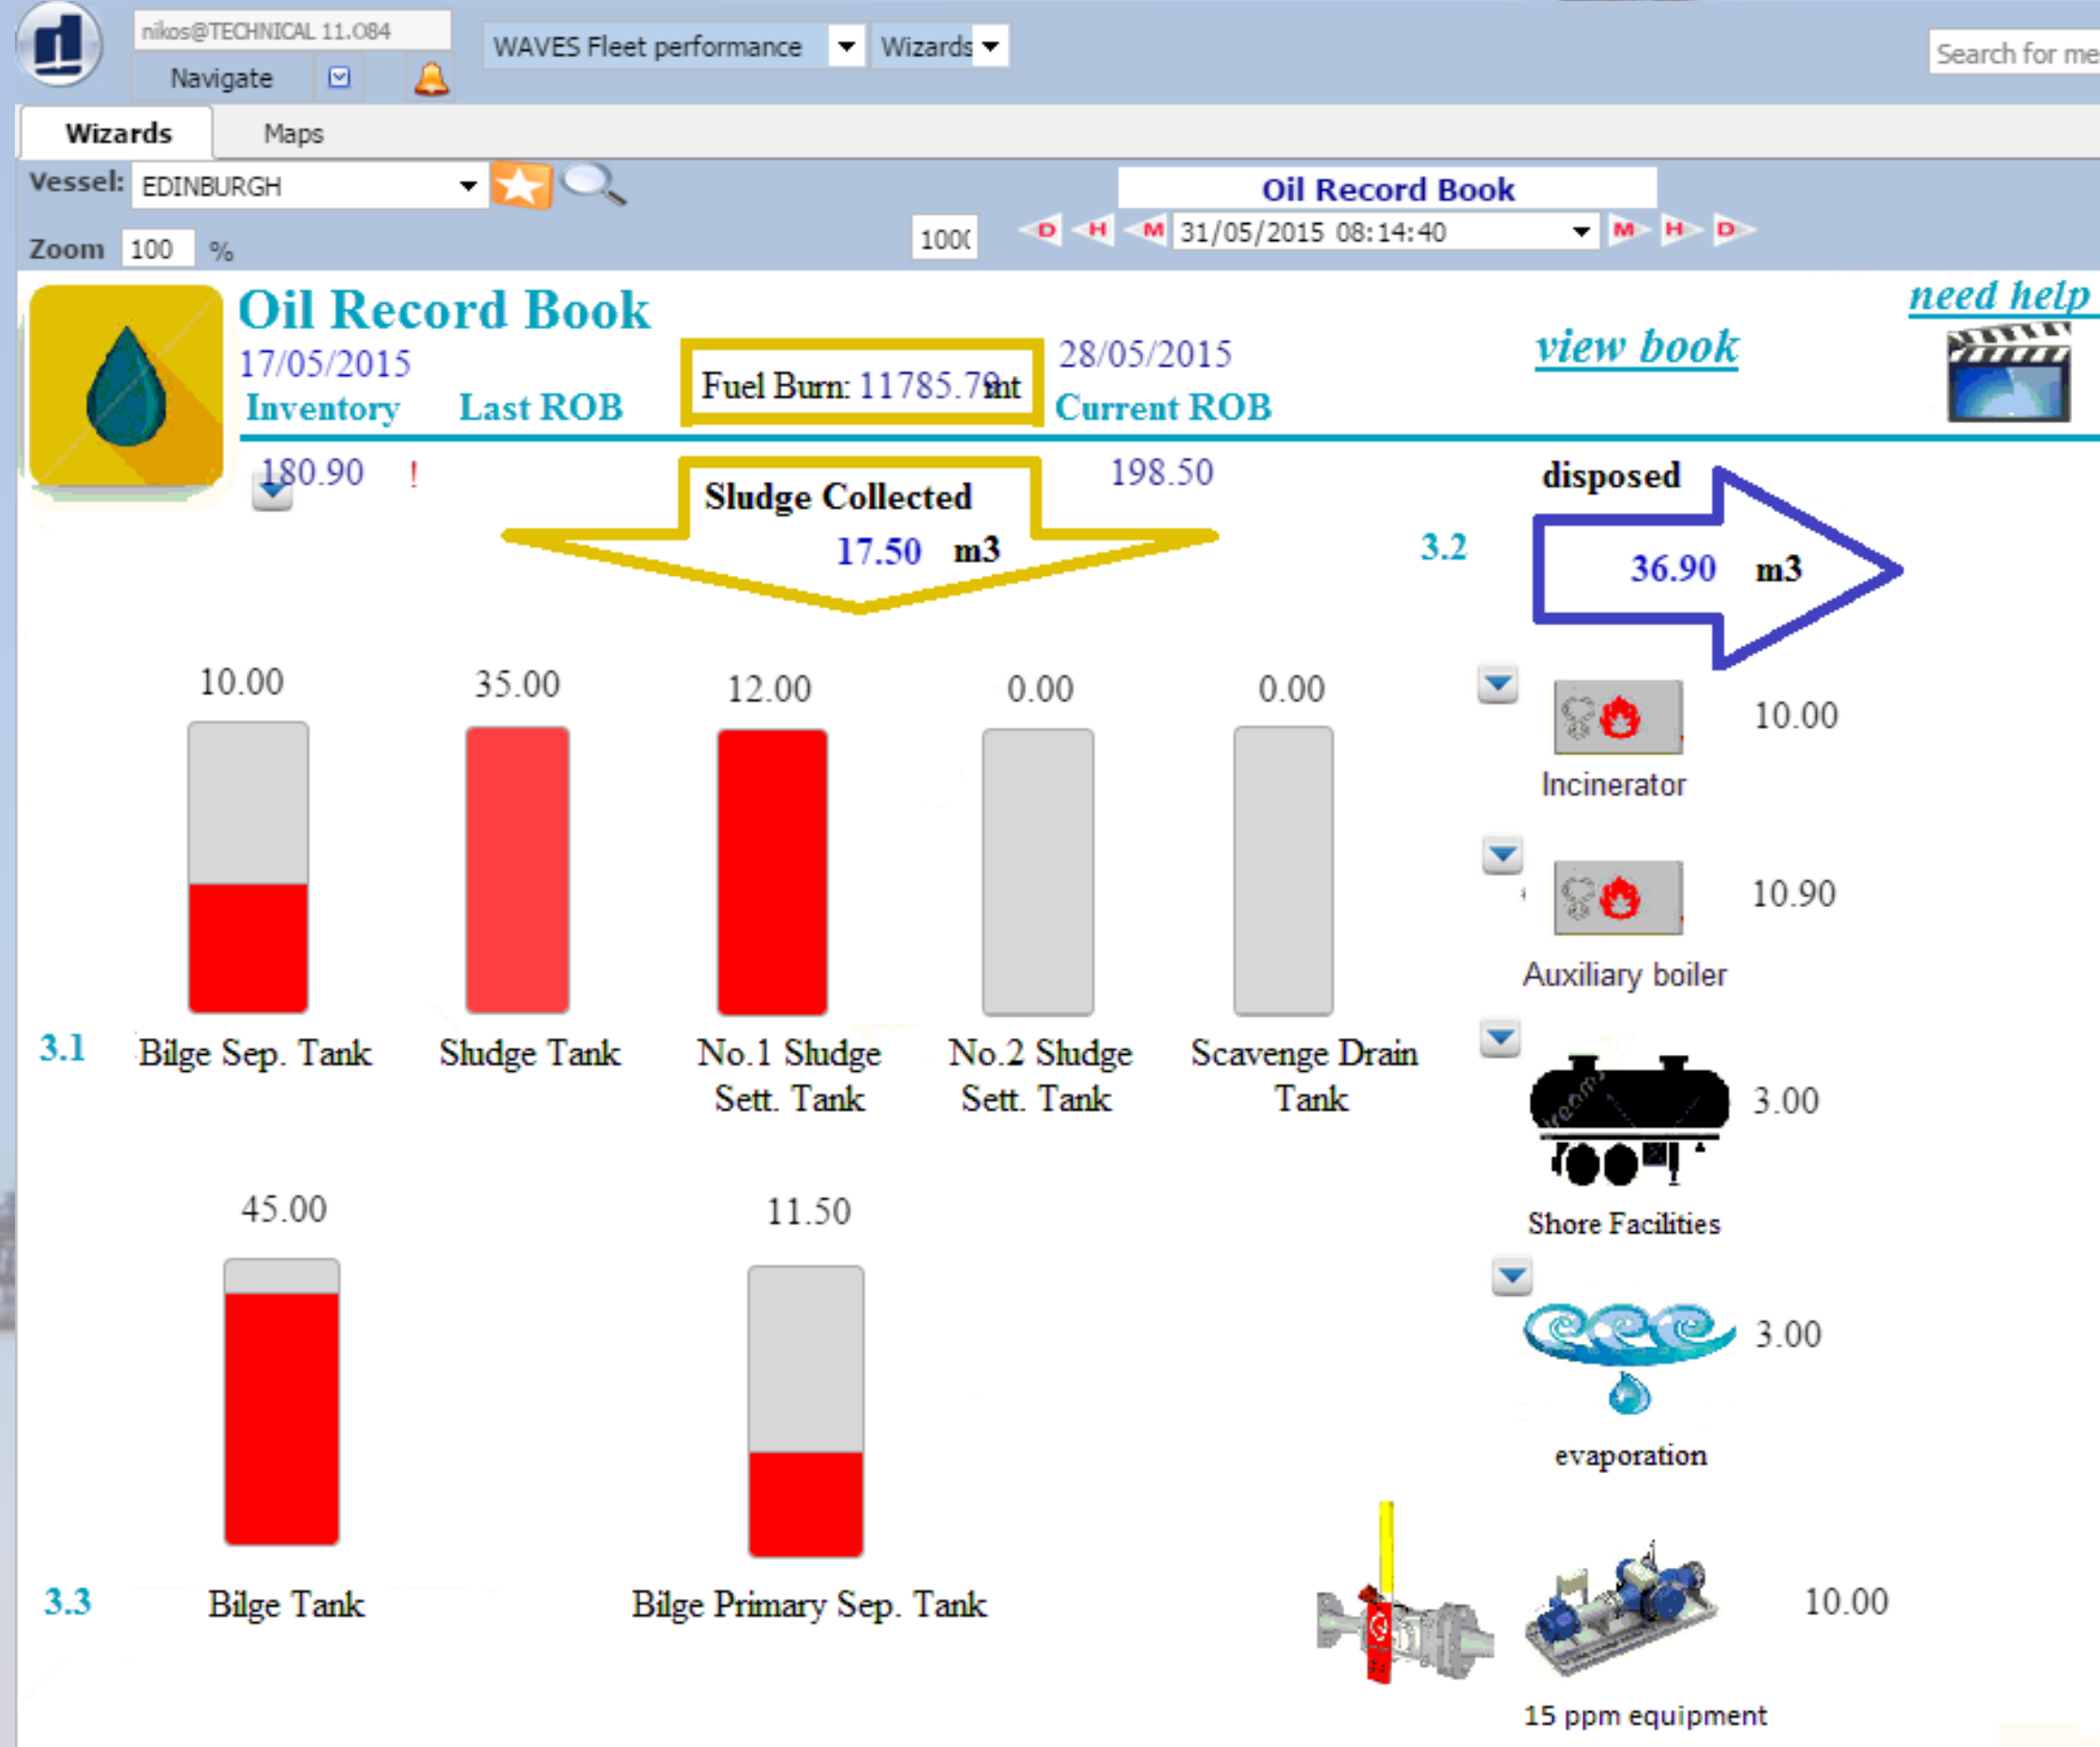 nikos@TECHNICAL 11.084
Navigate
WAVES Fleet performance
Wizards
Search for me
Wizards Maps
Vessel: EDINBURGH
Oil Record Book
Zoom 100 %
100
D H M 31/05/2015 08:14:40 M H D
Oil Record Book
need help
17/05/2015
Fuel Burn: 11785.79mt
28/05/2015
view book
Inventory Last ROB
Current ROB
180.90 !
Sludge Collected
198.50
disposed
17.50 m3
3.2
36.90 m3
10.00 35.00 12.00 0.00 0.00
10.00
Incinerator
10.90
Auxiliary boiler
3.1 Bilge Sep. Tank Sludge Tank No.1 Sludge Sett. Tank No.2 Sludge Sett. Tank Scavenge Drain Tank
3.00
Shore Facilities
45.00 11.50
3.00
evaporation
3.3 Bilge Tank Bilge Primary Sep. Tank
10.00
15 ppm equipment